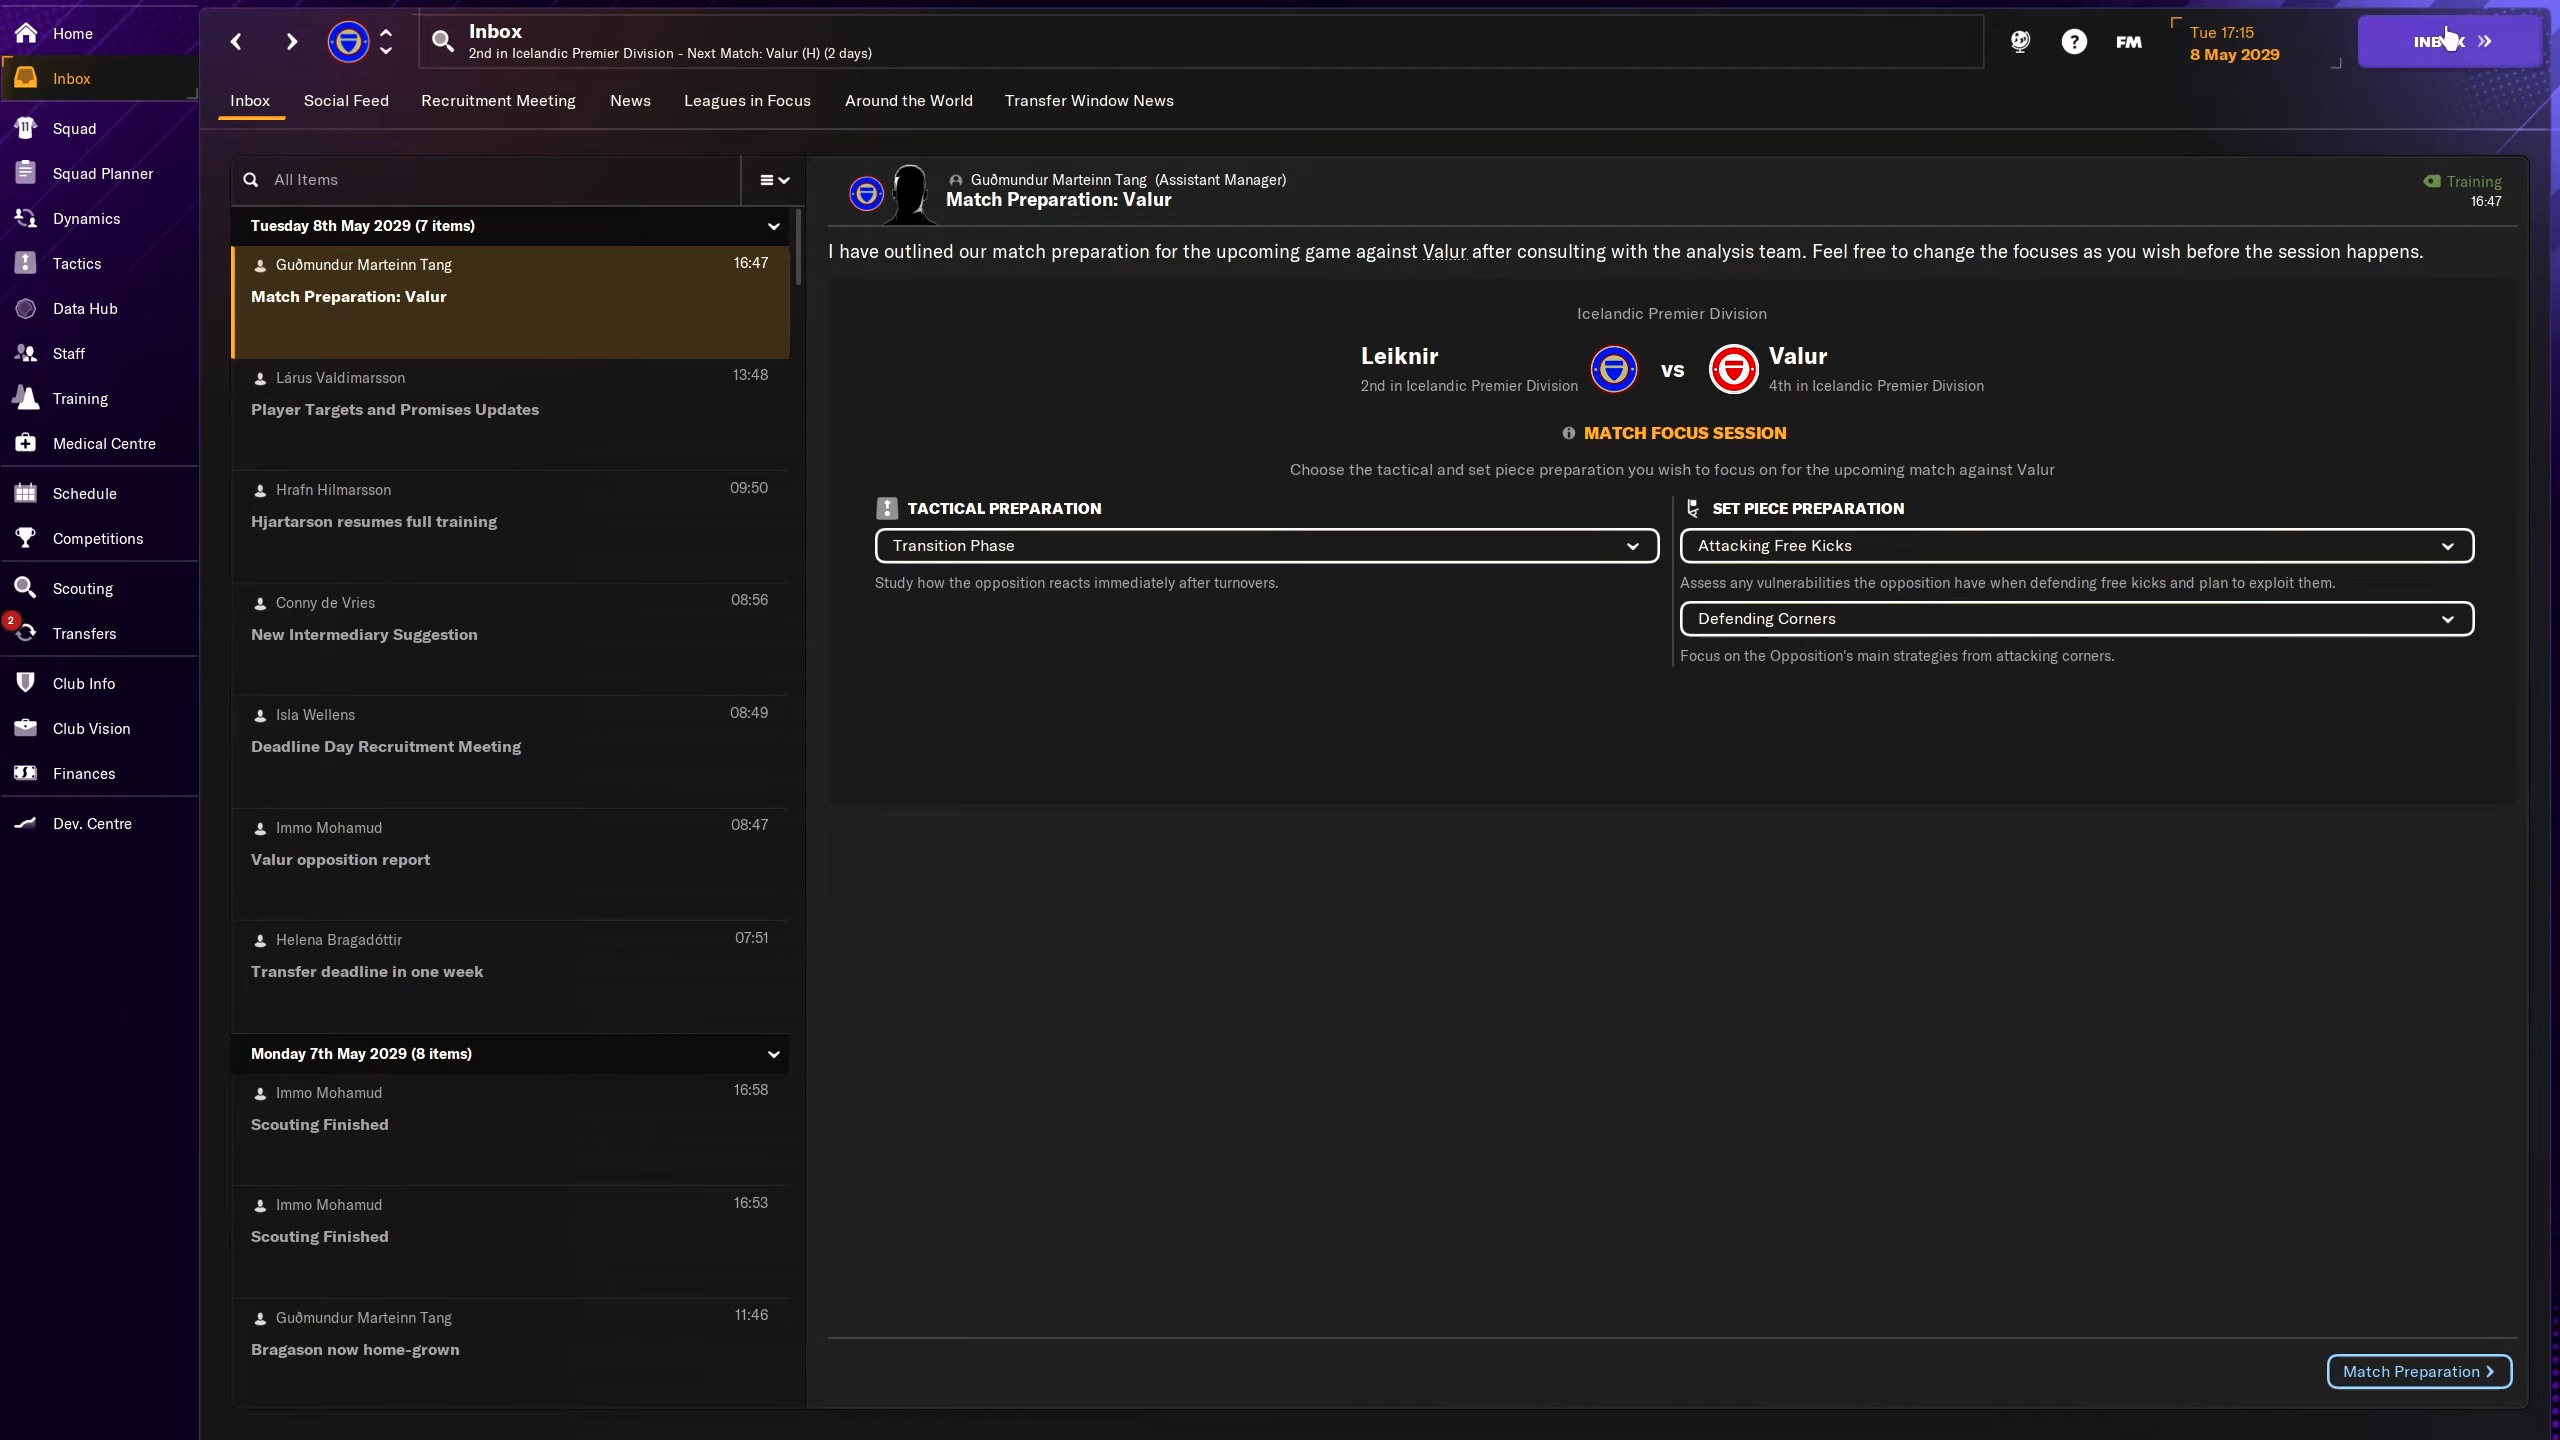 Home
Inbox
Squad
Squad Planner
Dynamics
Tactics
Data Hub
Staff
Training
Medical Centre
Schedule
Competitions
Scouting
2
Transfers
Club Info
Club Vision
Finances
Dev. Centre
Inbox
2nd in Icelandic Premier Division - Next Match: Valur (H) (2 days)
FM
Tue 17:15
8 May 2029
Inbox
Social Feed
Recruitment Meeting
News
Leagues in Focus
Around the World
Transfer Window News
All Items
Tuesday 8th May 2029 (7 items)
Guðmundur Marteinn Tang 16:47
Match Preparation: Valur
Lárus Valdimarsson 13:48
Player Targets and Promises Updates
Hrafn Hilmarsson 09:50
Hjartarson resumes full training
Conny de Vries 08:56
New Intermediary Suggestion
Isla Wellens 08:49
Deadline Day Recruitment Meeting
Immo Mohamud 08:47
Valur opposition report
Helena Bragadóttir 07:51
Transfer deadline in one week
Monday 7th May 2029 (8 items)
Immo Mohamud 16:58
Scouting Finished
Immo Mohamud 16:53
Scouting Finished
Guðmundur Marteinn Tang 11:46
Bragason now home-grown
Guðmundur Marteinn Tang (Assistant Manager)
Match Preparation: Valur
Training
16:47
I have outlined our match preparation for the upcoming game against Valur after consulting with the analysis team. Feel free to change the focuses as you wish before the session happens.
Icelandic Premier Division
Leiknir
2nd in Icelandic Premier Division
vs
Valur
4th in Icelandic Premier Division
MATCH FOCUS SESSION
Choose the tactical and set piece preparation you wish to focus on for the upcoming match against Valur
TACTICAL PREPARATION
Transition Phase
Study how the opposition reacts immediately after turnovers.
SET PIECE PREPARATION
Attacking Free Kicks
Assess any vulnerabilities the opposition have when defending free kicks and plan to exploit them.
Defending Corners
Focus on the Opposition's main strategies from attacking corners.
Match Preparation